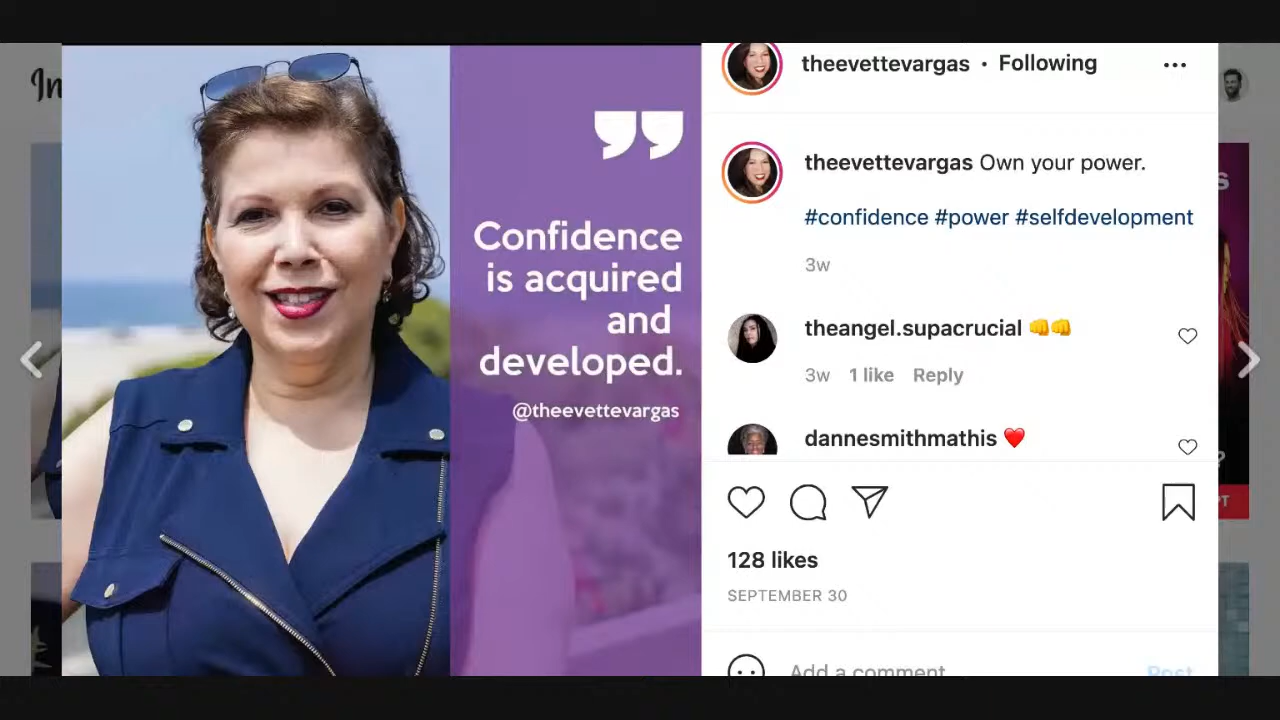 In
Confidence
is acquired
and
developed.
@theevettevargas
theevettevargas • Following
theevettevargas Own your power.
#confidence #power #selfdevelopment
3w
theangel.supacrucial 👊👊
3w 1 like Reply
dannesmithmathis ❤️
128 likes
SEPTEMBER 30
Add a comment
Post